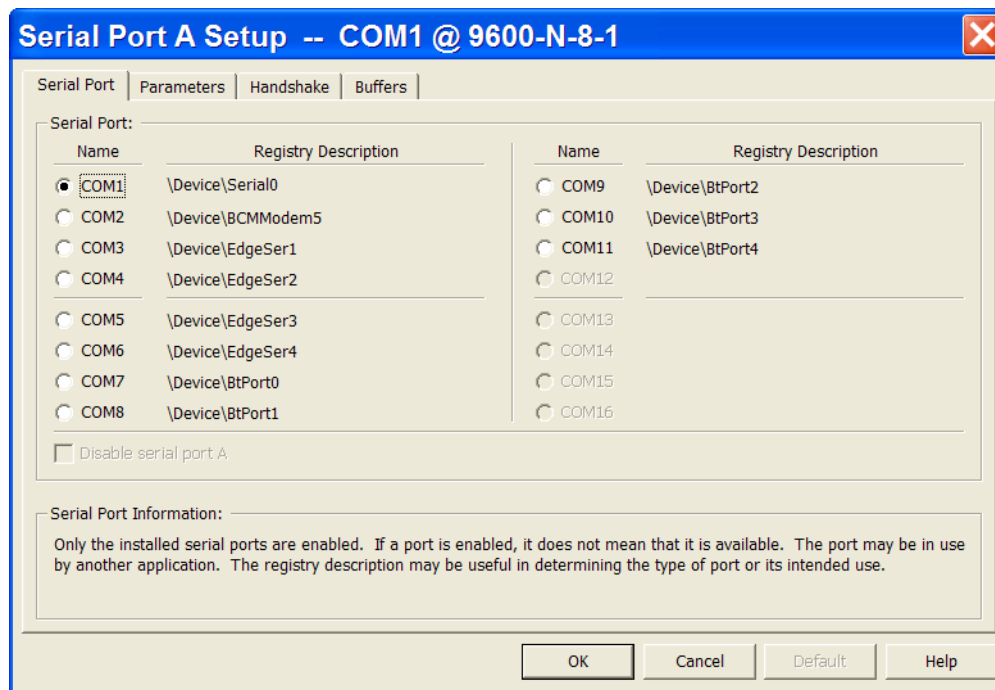 Serial Port A Setup -- COM1 @ 9600-N-8-1
Serial Port Parameters Handshake Buffers
Serial Port:
Name Registry Description Name Registry Description
COM1 \Device\Serial0 COM9 \Device\BtPort2
COM2 \Device\BCMModem5 COM10 \Device\BtPort3
COM3 \Device\EdgeSer1 COM11 \Device\BtPort4
COM4 \Device\EdgeSer2 COM12
COM5 \Device\EdgeSer3 COM13
COM6 \Device\EdgeSer4 COM14
COM7 \Device\BtPort0 COM15
COM8 \Device\BtPort1 COM16
Disable serial port A
Serial Port Information:
Only the installed serial ports are enabled. If a port is enabled, it does not mean that it is available. The port may be in use
by another application. The registry description may be useful in determining the type of port or its intended use.
OK Cancel Default Help